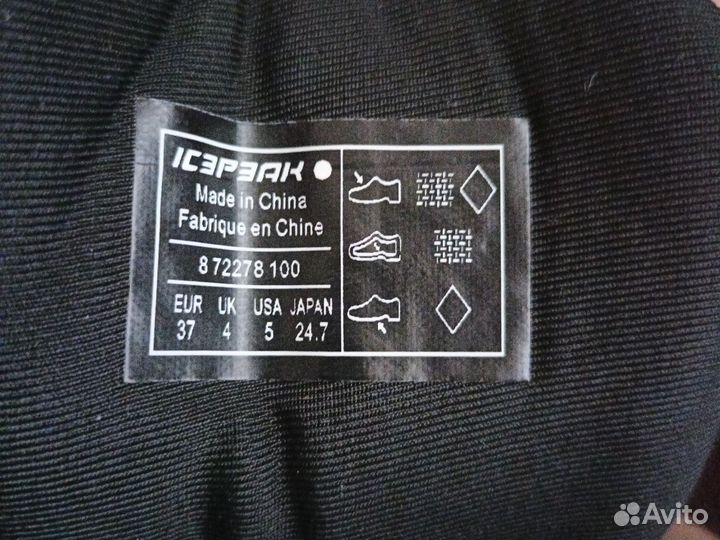 ICEPEAK
Made in China
Fabrique en Chine
8 72278 100
EUR UK USA JAPAN
37 4 5 24.7
Avito